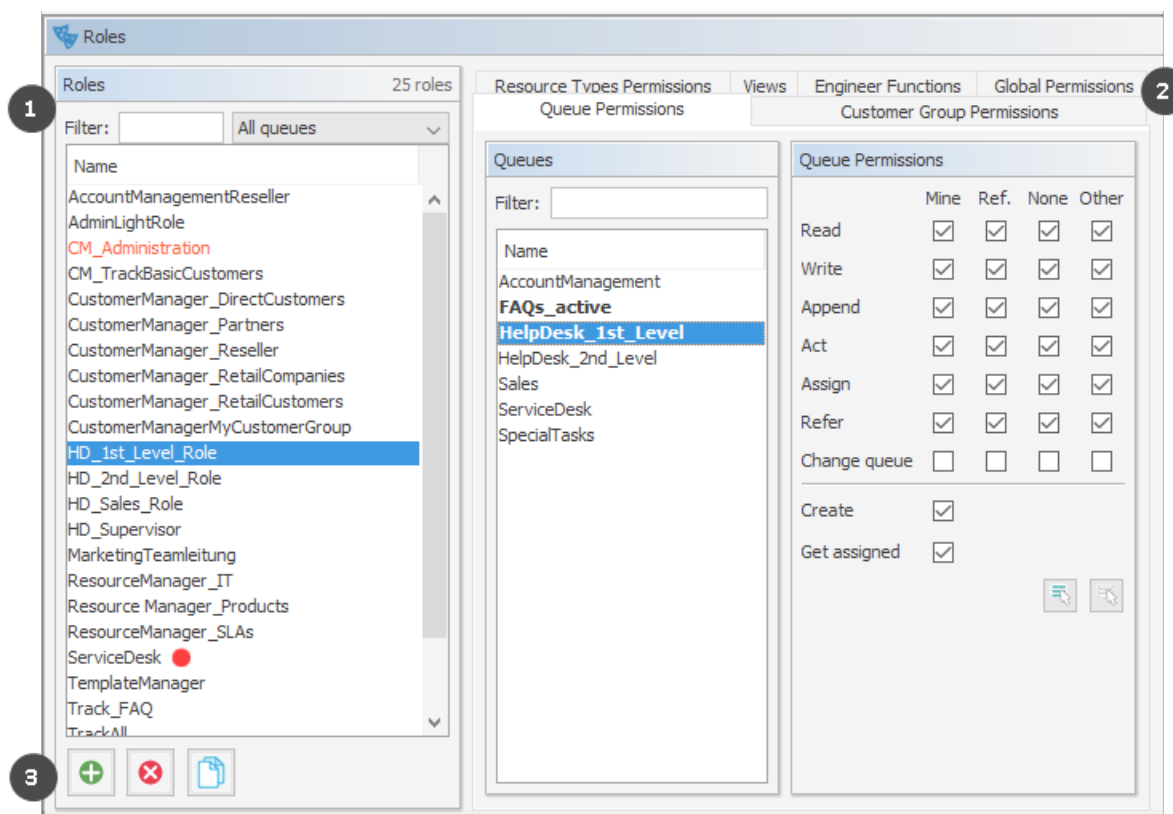 Roles
Roles 25 roles
1
Filter: All queues
Name
AccountManagementReseller
AdminLightRole
CM_Administration
CM_TrackBasicCustomers
CustomerManager_DirectCustomers
CustomerManager_Partners
CustomerManager_Reseller
CustomerManager_RetailCompanies
CustomerManager_RetailCustomers
CustomerManagerMyCustomerGroup
HD_1st_Level_Role
HD_2nd_Level_Role
HD_Sales_Role
HD_Supervisor
MarketingTeamleitung
ResourceManager_IT
Resource Manager_Products
ResourceManager_SLAs
ServiceDesk
TemplateManager
Track_FAQ
TrackAll
3
Resource Types Permissions Views Engineer Functions Global Permissions
2
Queue Permissions Customer Group Permissions
Queues
Filter:
Name
AccountManagement
FAQs_active
HelpDesk_1st_Level
HelpDesk_2nd_Level
Sales
ServiceDesk
SpecialTasks
Queue Permissions
Mine Ref. None Other
Read
Write
Append
Act
Assign
Refer
Change queue
Create
Get assigned